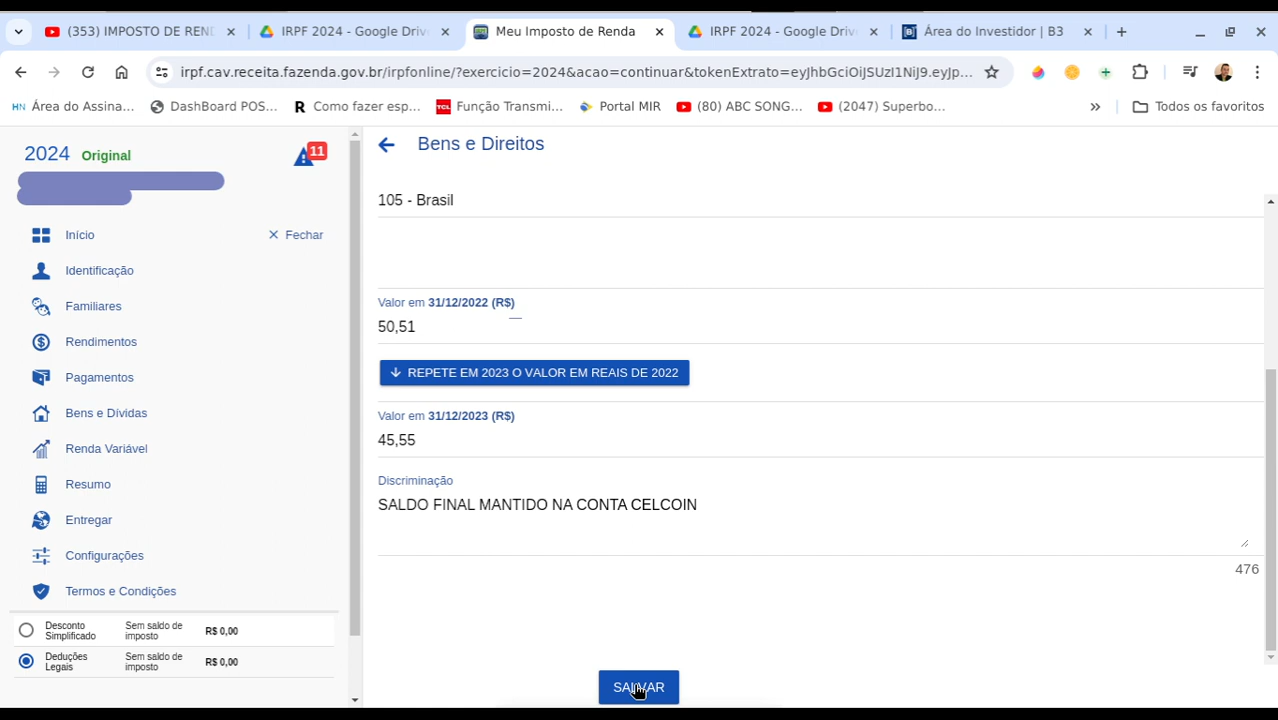 (353) IMPOSTO DE REN
IRPF 2024 - Google Driv
Meu Imposto de Renda
IRPF 2024 - Google Driv
Área do Investidor | B3
irpf.cav.receita.fazenda.gov.br/irpfonline/?exercicio=2024&acao=continuar&tokenExtrato=eyJhbGciOiJSUzI1NiJ9.eyJp...
HN Área do Assina...
DashBoard POS...
R Como fazer esp...
TCL Função Transmi...
Portal MIR
(80) ABC SONG...
(2047) Superbo...
»
Todos os favoritos
2024 Original
11
Início
Fechar
Identificação
Familiares
Rendimentos
Pagamentos
Bens e Dívidas
Renda Variável
Resumo
Entregar
Configurações
Termos e Condições
Desconto Simplificado
Sem saldo de imposto
R$ 0,00
Deduções Legais
Sem saldo de imposto
R$ 0,00
Bens e Direitos
105 - Brasil
Valor em 31/12/2022 (R$)
50,51
REPETE EM 2023 O VALOR EM REAIS DE 2022
Valor em 31/12/2023 (R$)
45,55
Discriminação
SALDO FINAL MANTIDO NA CONTA CELCOIN
476
SALVAR